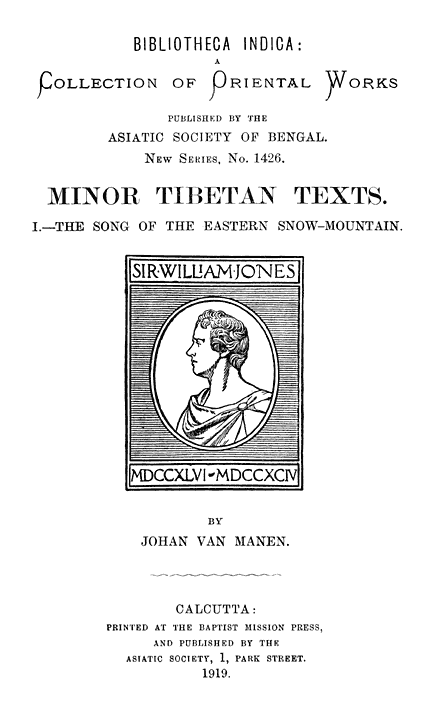 BIBLIOTHECA INDICA:
A
COLLECTION OF ORIENTAL WORKS
PUBLISHED BY THE
ASIATIC SOCIETY OF BENGAL.
NEW SERIES, No. 1426.
MINOR TIBETAN TEXTS.
I.—THE SONG OF THE EASTERN SNOW-MOUNTAIN.
SIR·WILLIAM·JONES
MDCCXLVI-MDCCXCIV
BY
JOHAN VAN MANEN.
CALCUTTA:
PRINTED AT THE BAPTIST MISSION PRESS,
AND PUBLISHED BY THE
ASIATIC SOCIETY, 1, PARK STREET.
1919.